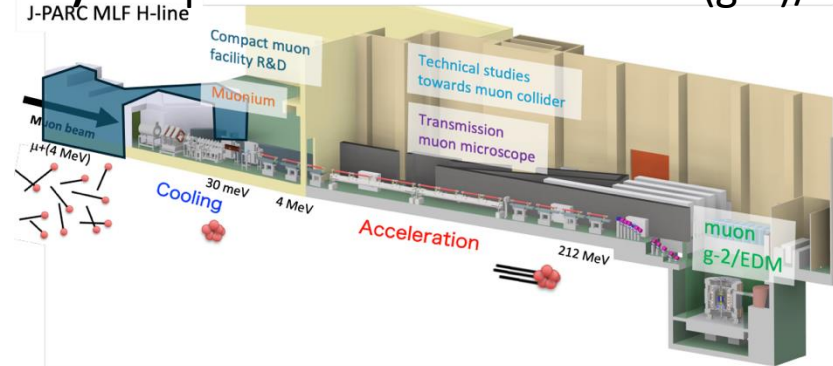 J-PARC MLF H-line
Compact muon
facility R&D
Muonium
Technical studies
towards muon collider
Transmission
muon microscope
Muon beam
μ+(4 MeV)
Cooling
30 meV
4 MeV
Acceleration
212 MeV
muon
g-2/EDM